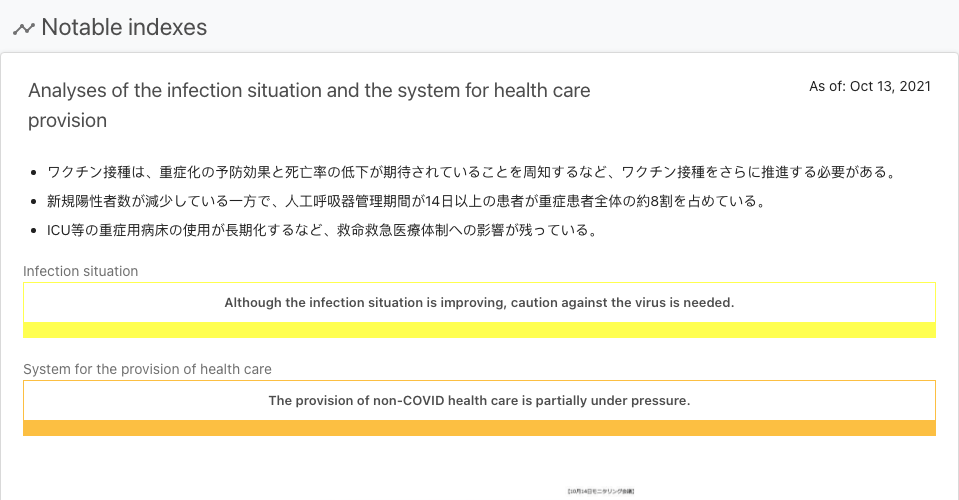 Notable indexes
Analyses of the infection situation and the system for health care
provision
As of: Oct 13, 2021
ワクチン接種は、重症化の予防効果と死亡率の低下が期待されていることを周知するなど、ワクチン接種をさらに推進する必要がある。
新規陽性者数が減少している一方で、人工呼吸器管理期間が14日以上の患者が重症患者全体の約8割を占めている。
ICU等の重症用病床の使用が長期化するなど、救命救急医療体制への影響が残っている。
Infection situation
Although the infection situation is improving, caution against the virus is needed.
System for the provision of health care
The provision of non-COVID health care is partially under pressure.
【10月14日モニタリング会議】